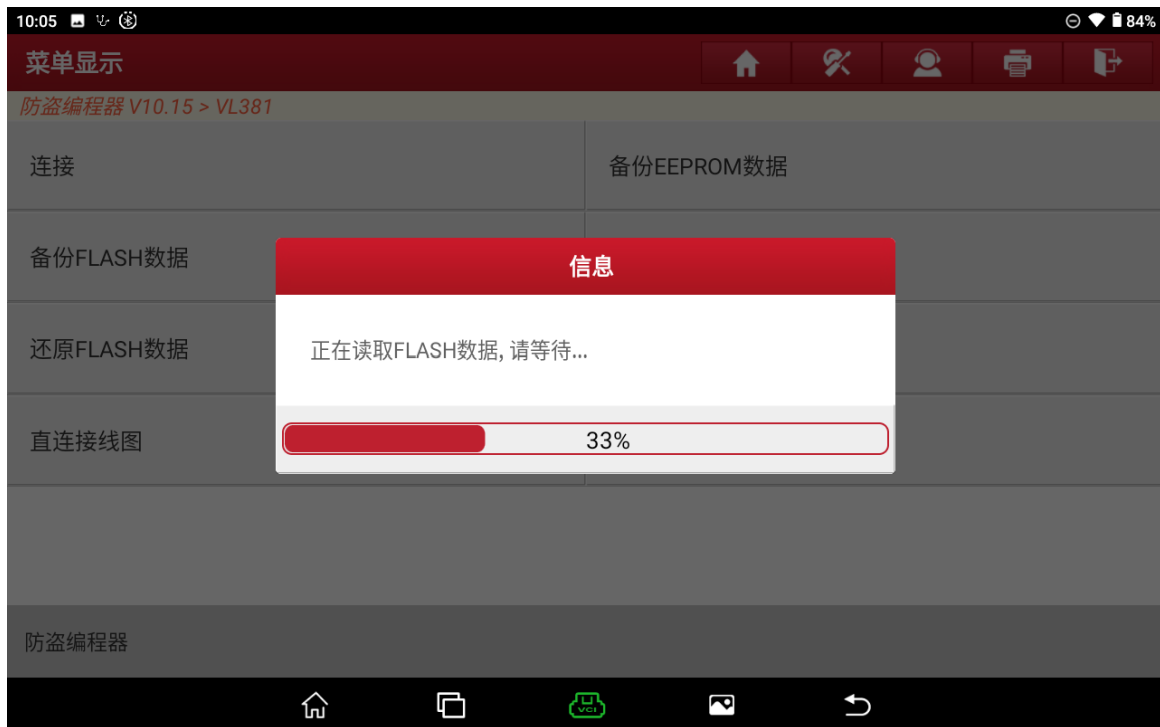 10:05
84%
菜单显示
防盗编程器 V10.15 > VL381
连接
备份EEPROM数据
备份FLASH数据
信息
还原FLASH数据
正在读取FLASH数据, 请等待...
直连接线图
33%
防盗编程器
VCI